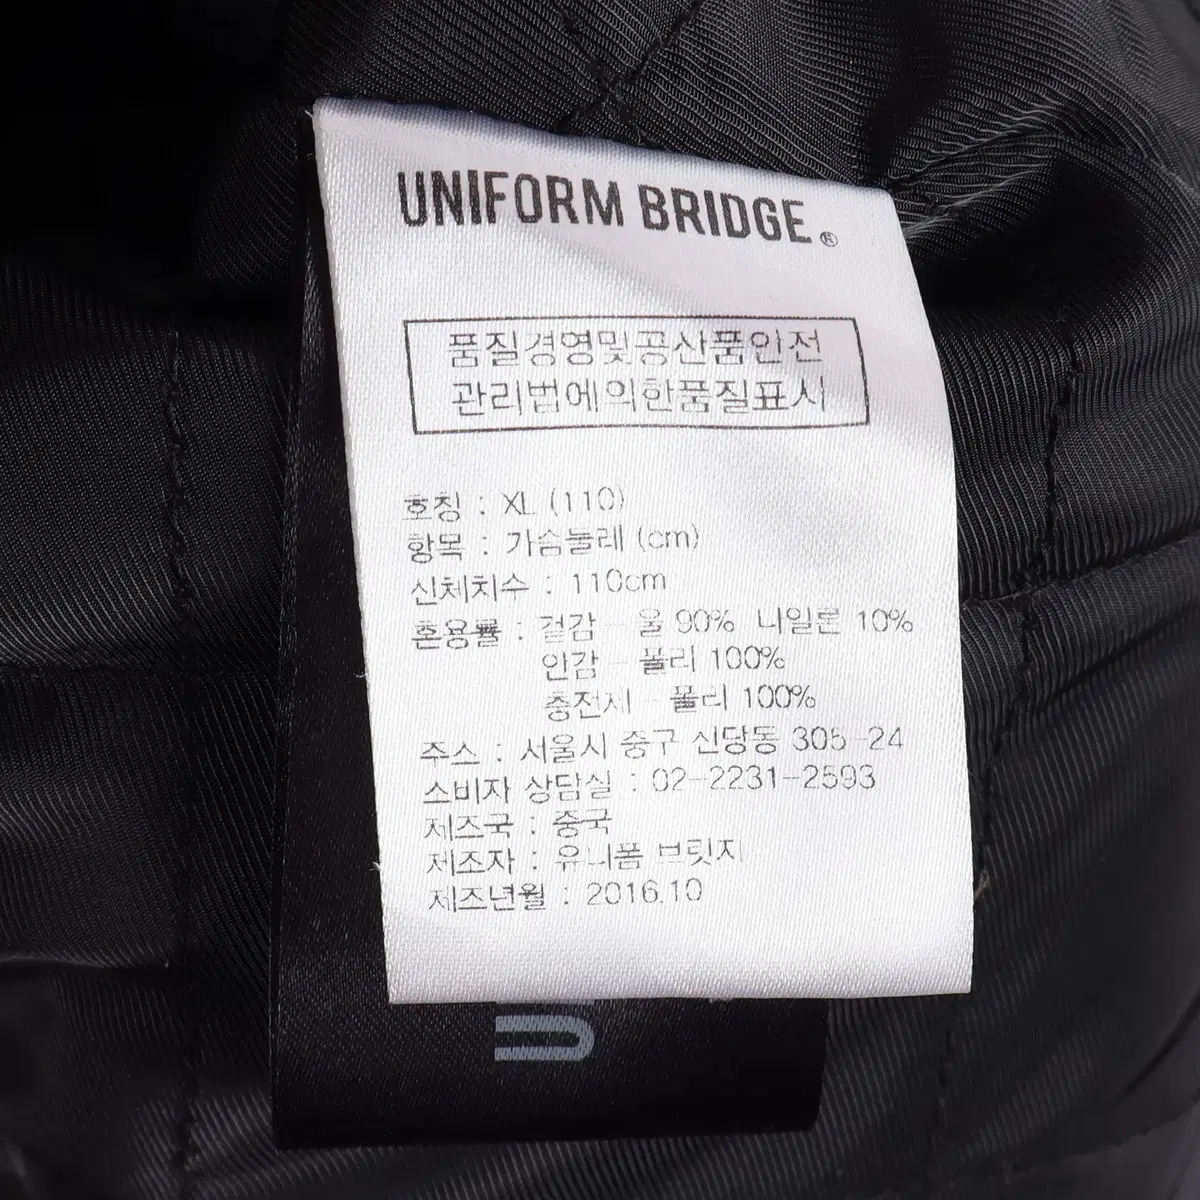 UNIFORM BRIDGE®
품질경영및공산품안전
관리법에의한품질표시
호칭 : XL (110)
항목 : 가슴둘레 (cm)
신체치수 : 110cm
혼용률 : 겉감 - 울 90% 나일론 10%
안감 - 폴리 100%
충전재 - 폴리 100%
주소 : 서울시 중구 신당동 305-24
소비자 상담실 : 02-2231-2593
제조국 : 중국
제조자 : 유니폼 브릿지
제조년월 : 2016.10